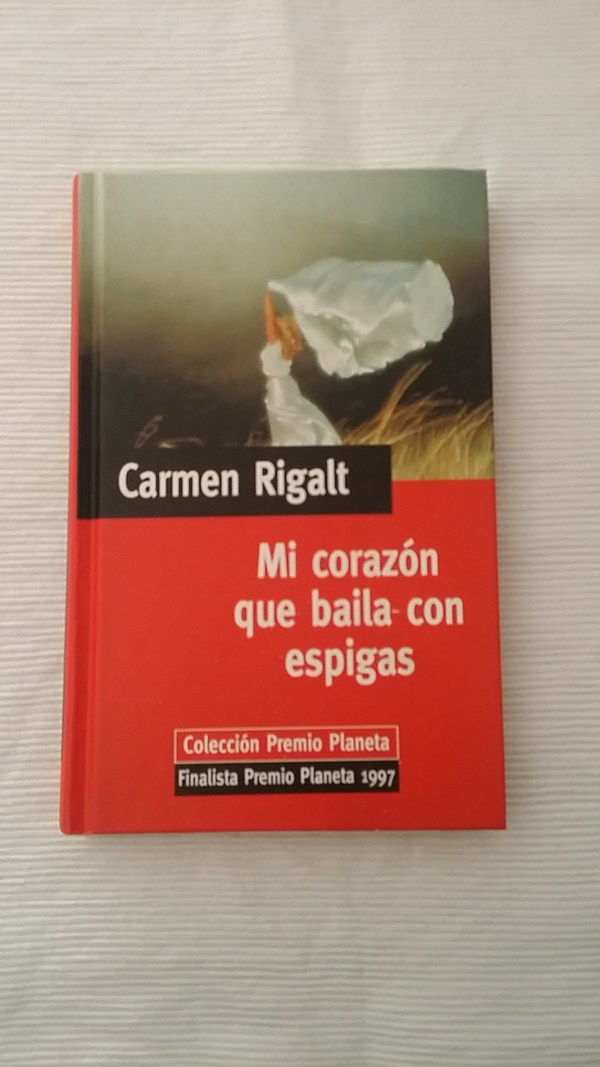 Carmen Rigalt
Mi corazón
que baila con
espigas
Colección Premio Planeta
Finalista Premio Planeta 1997